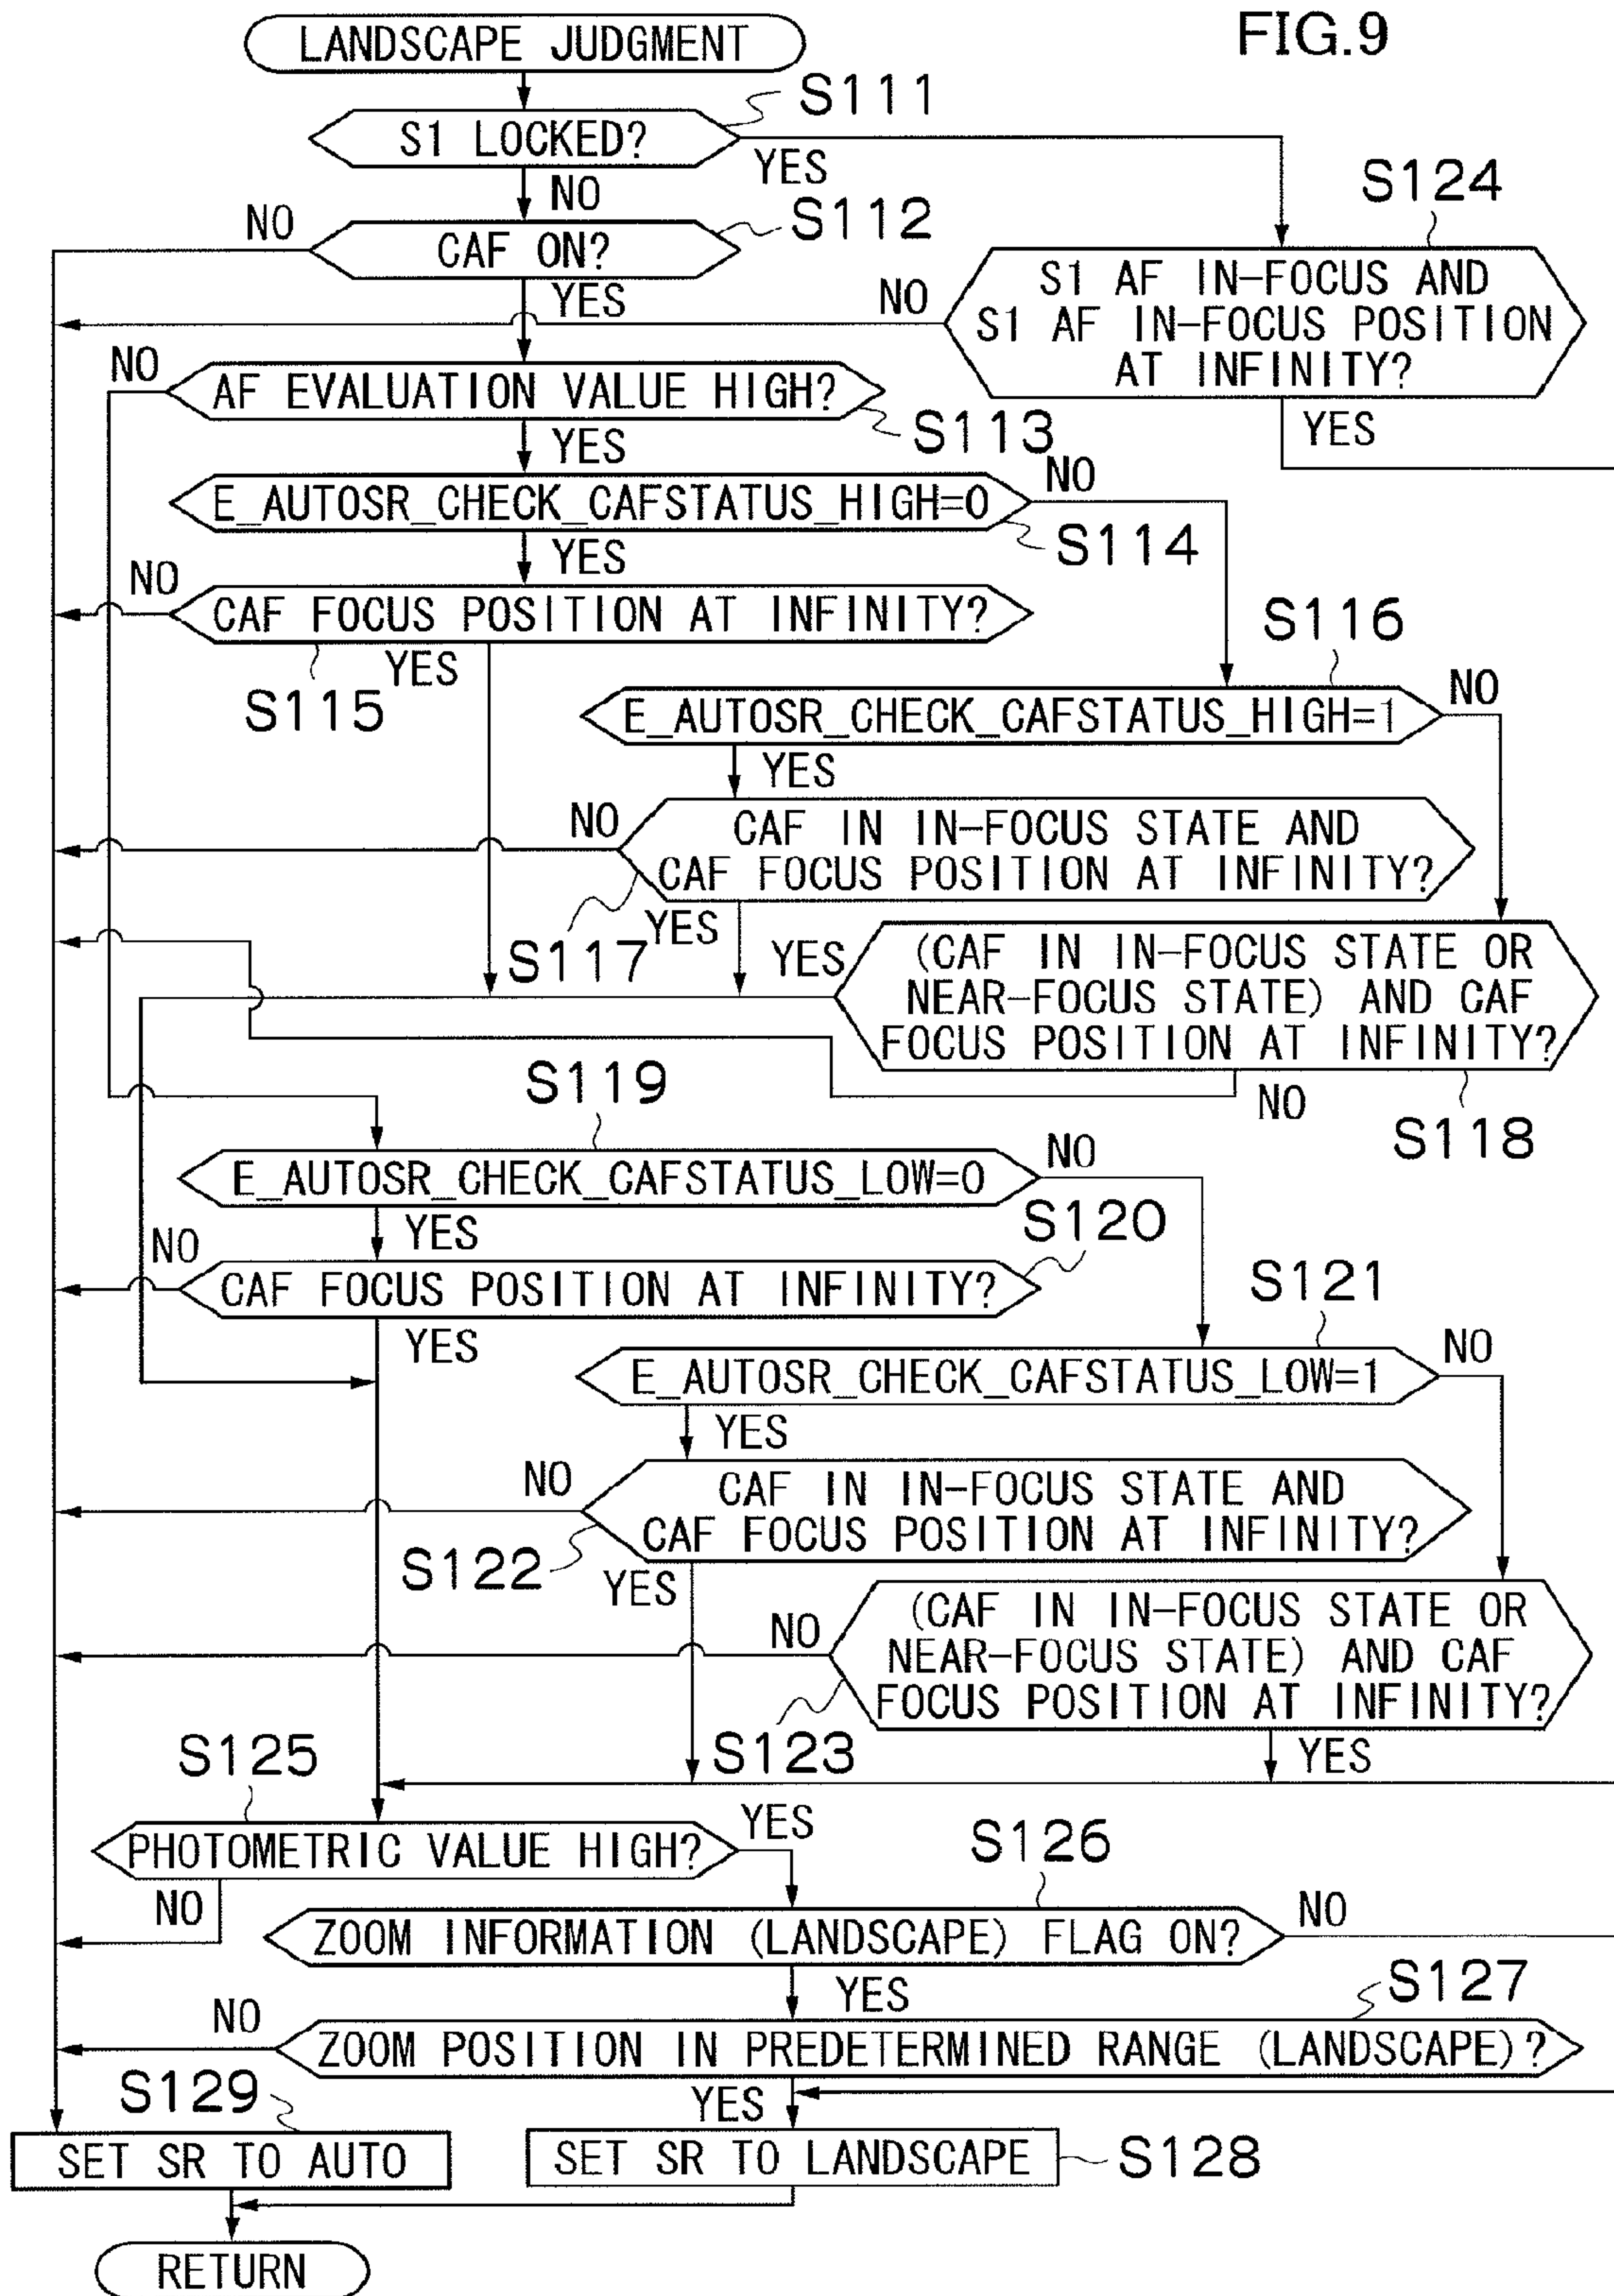 FIG.9
LANDSCAPE JUDGMENT
S111
S1 LOCKED?
YES
NO
S124
S112
NO
CAF ON?
YES
S1 AF IN-FOCUS AND
S1 AF IN-FOCUS POSITION
AT INFINITY?
NO
YES
NO
AF EVALUATION VALUE HIGH?
S113
YES
E_AUTOSR_CHECK_CAFSTATUS_HIGH=0
NO
S114
YES
NO
CAF FOCUS POSITION AT INFINITY?
S115
YES
S116
E_AUTOSR_CHECK_CAFSTATUS_HIGH=1
NO
YES
NO
CAF IN IN-FOCUS STATE AND
CAF FOCUS POSITION AT INFINITY?
S117
YES
YES
(CAF IN IN-FOCUS STATE OR
NEAR-FOCUS STATE) AND CAF
FOCUS POSITION AT INFINITY?
NO
S118
S119
E_AUTOSR_CHECK_CAFSTATUS_LOW=0
NO
YES
S120
NO
CAF FOCUS POSITION AT INFINITY?
YES
S121
E_AUTOSR_CHECK_CAFSTATUS_LOW=1
NO
YES
NO
CAF IN IN-FOCUS STATE AND
CAF FOCUS POSITION AT INFINITY?
S122
YES
NO
(CAF IN IN-FOCUS STATE OR
NEAR-FOCUS STATE) AND CAF
FOCUS POSITION AT INFINITY?
S123
YES
S125
PHOTOMETRIC VALUE HIGH?
YES
NO
S126
ZOOM INFORMATION (LANDSCAPE) FLAG ON?
NO
YES
S127
NO
ZOOM POSITION IN PREDETERMINED RANGE (LANDSCAPE)?
YES
S129
SET SR TO AUTO
SET SR TO LANDSCAPE
S128
RETURN